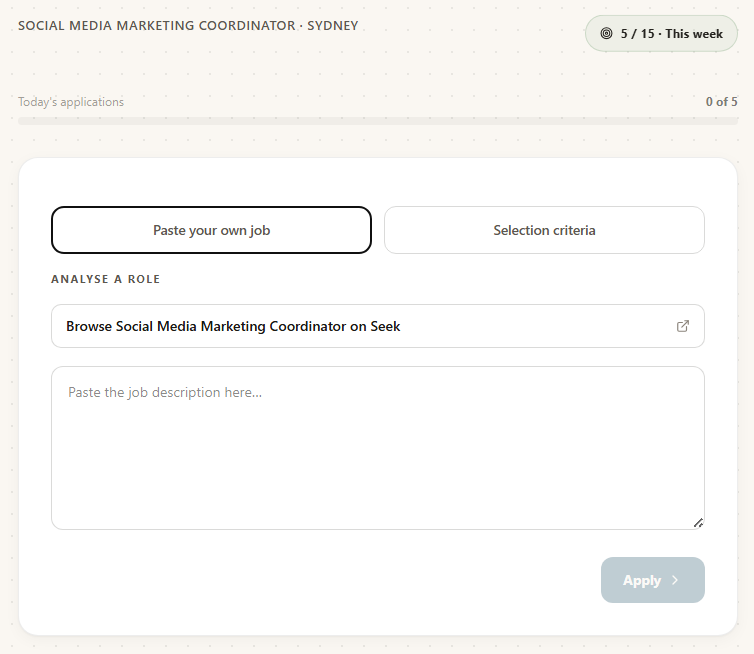 SOCIAL MEDIA MARKETING COORDINATOR · SYDNEY
5 / 15 · This week
Today's applications
0 of 5
Paste your own job
Selection criteria
ANALYSE A ROLE
Browse Social Media Marketing Coordinator on Seek
Paste the job description here...
Apply